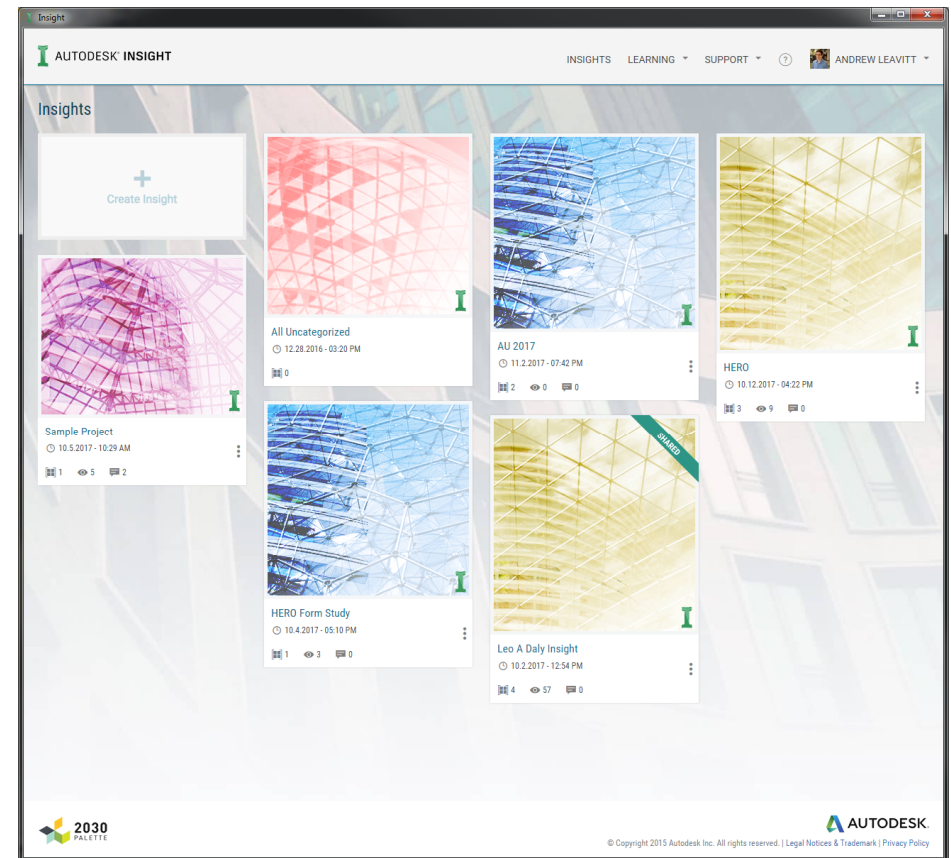 Insight
AUTODESK® INSIGHT
INSIGHTS LEARNING SUPPORT ? ANDREW LEAVITT
Insights
Create Insight
Sample Project
10.5.2017 - 10:29 AM
1 5 2
All Uncategorized
12.28.2016 - 03:20 PM
0
HERO Form Study
10.4.2017 - 05:10 PM
1 3 0
AU 2017
11.2.2017 - 07:42 PM
2 0 0
SHARED
Leo A Daly Insight
10.2.2017 - 12:54 PM
4 57 0
HERO
10.12.2017 - 04:22 PM
3 9 0
2030
PALETTE
AUTODESK.
© Copyright 2015 Autodesk Inc. All rights reserved. | Legal Notices & Trademark | Privacy Policy